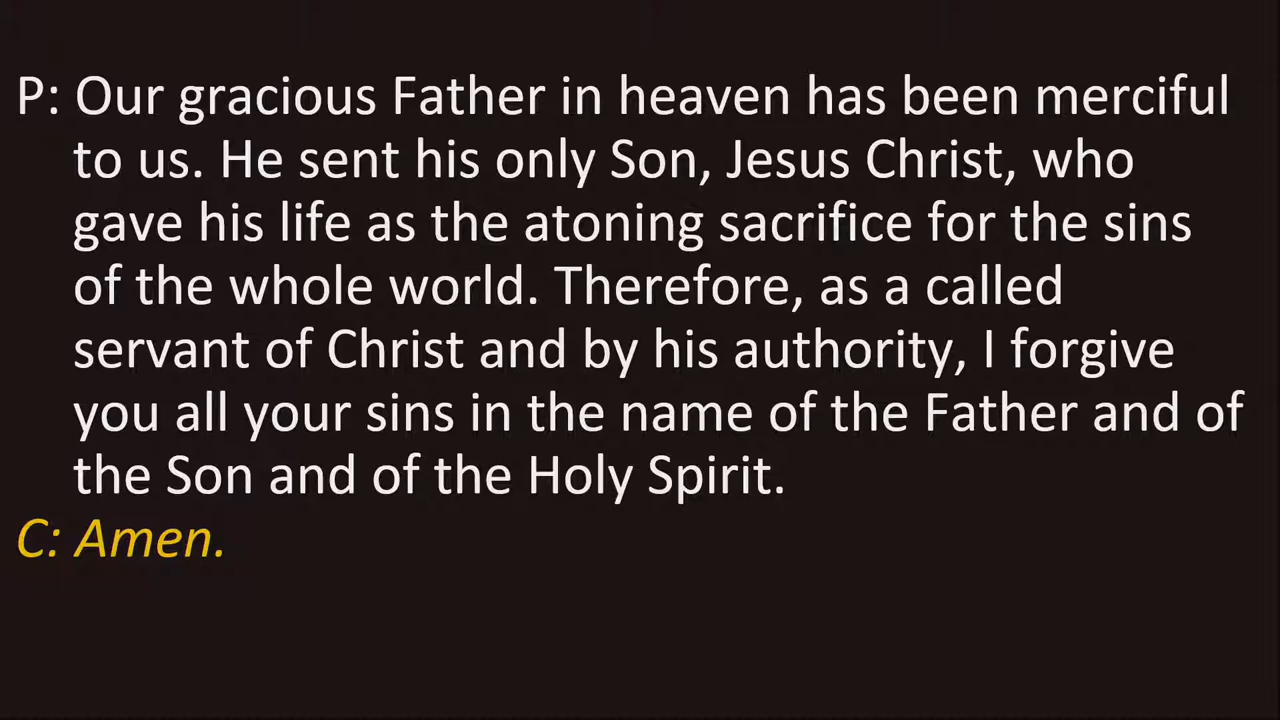 P: Our gracious Father in heaven has been merciful
to us. He sent his only Son, Jesus Christ, who
gave his life as the atoning sacrifice for the sins
of the whole world. Therefore, as a called
servant of Christ and by his authority, I forgive
you all your sins in the name of the Father and of
the Son and of the Holy Spirit.
C: Amen.